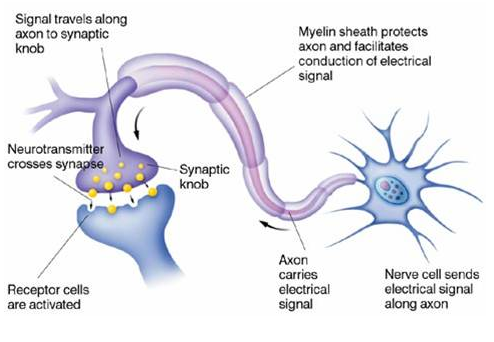 Signal travels along
axon to synaptic
knob
Myelin sheath protects
axon and facilitates
conduction of electrical
signal
Neurotransmitter
crosses synapse
Synaptic
knob
Receptor cells
are activated
Axon
carries
electrical
signal
Nerve cell sends
electrical signal
along axon